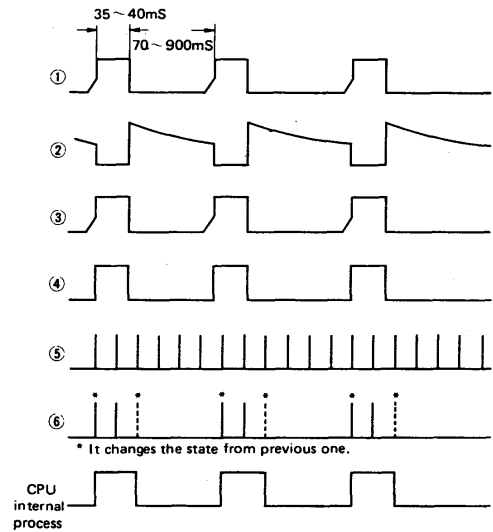 35~40mS
70~900mS
①
②
③
④
⑤
* * * * * *
⑥
* It changes the state from previous one.
CPU
internal
process